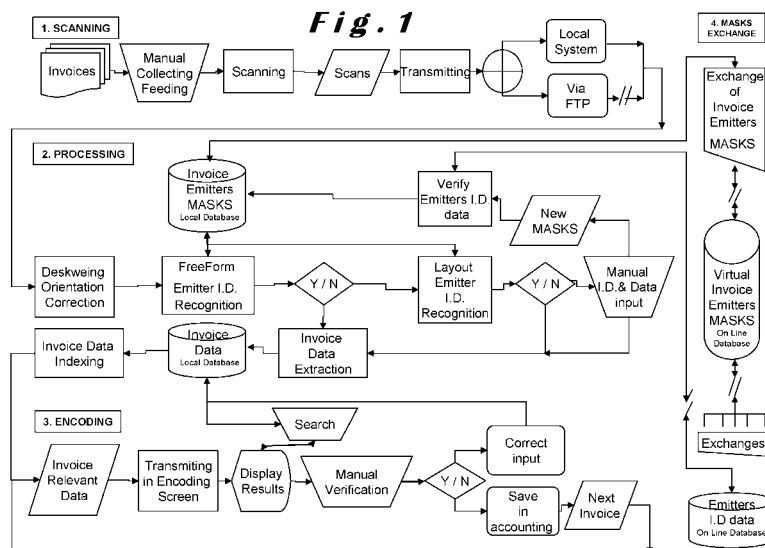 Fig. 1
1. SCANNING
Invoices
Manual
Collecting
Feeding
Scanning
Scans
Transmitting
Local
System
Via
FTP
4. MASKS
EXCHANGE
Exchange
of
Invoice
Emitters
MASKS
2. PROCESSING
Invoice
Emitters
MASKS
Local Database
Verify
Emitters I.D.
data
New
MASKS
Deskweing
Orientation
Correction
FreeForm
Emitter I.D.
Recognition
Y / N
Layout
Emitter
I.D.
Recognition
Y / N
Manual
I.D.& Data
input
Virtual
Invoice
Emitters
MASKS
On Line
Database
Invoice Data
Indexing
Invoice
Data
Local Database
Invoice
Data
Extraction
3. ENCODING
Search
Correct
input
Exchanges
Invoice
Relevant
Data
Transmiting
in Encoding
Screen
Display
Results
Manual
Verification
Y / N
Save in
accounting
Next
Invoice
Emitters
I.D data
On Line Database